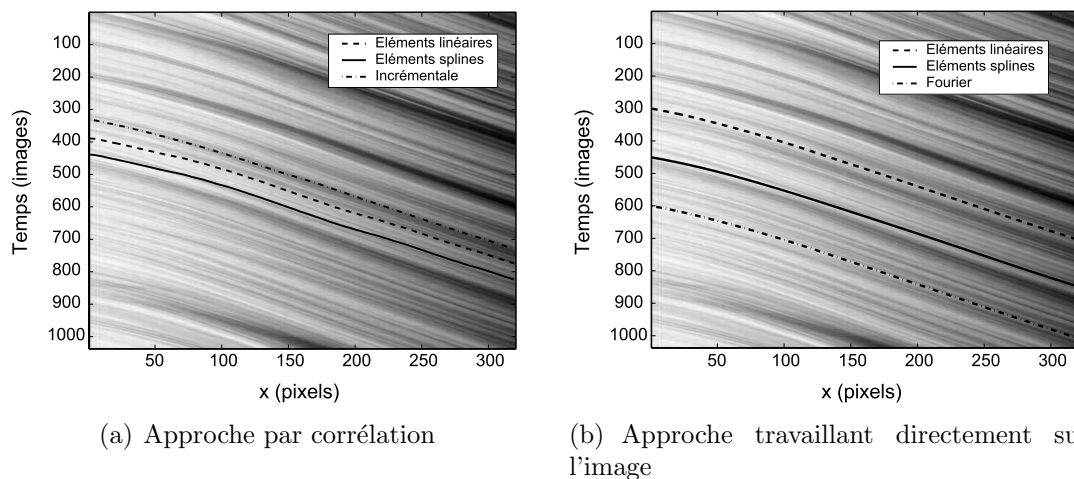 Eléments linéaires
Eléments splines
Incrémentale
100
200
300
400
500
600
700
800
900
1000
Temps (images)
50 100 150 200 250 300
x (pixels)
(a) Approche par corrélation
Eléments linéaires
Eléments splines
Fourier
100
200
300
400
500
600
700
800
900
1000
Temps (images)
50 100 150 200 250 300
x (pixels)
(b) Approche travaillant directement su
l'image